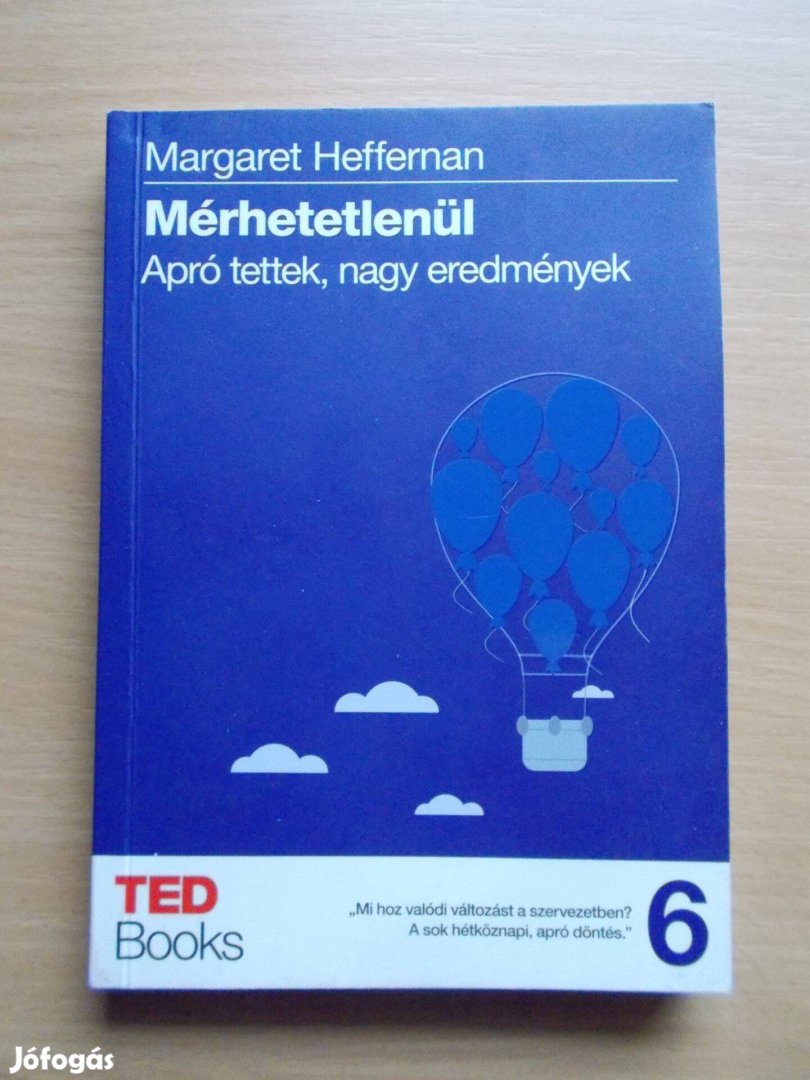 Margaret Heffernan
Mérhetetlenül
Apró tettek, nagy eredmények
TED
Books
„Mi hoz valódi változást a szervezetben?
A sok hétköznapi, apró döntés.”
6
Jófogás